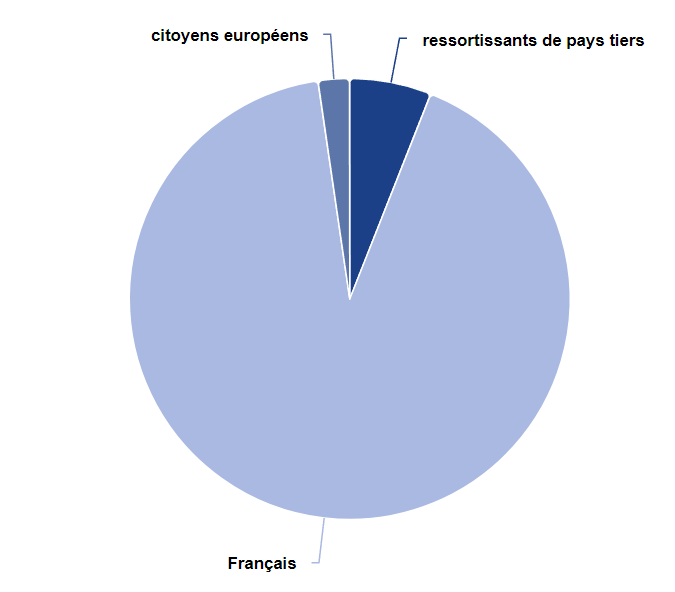 citoyens européens
ressortissants de pays tiers
Français